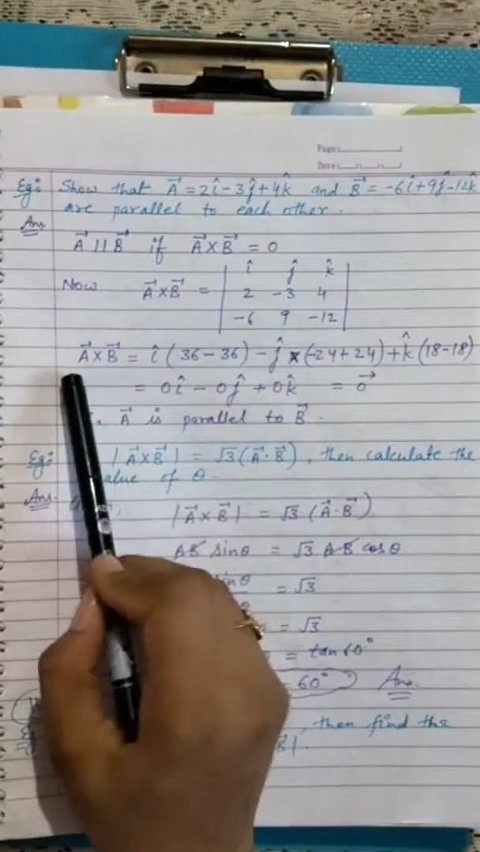 Page:
Date:
Eg: Show that A⃗ = 2î - 3ĵ + 4k̂ and B⃗ = -6î + 9ĵ - 12k̂
are parallel to each other.
Ans
A⃗ || B⃗ if A⃗ × B⃗ = 0
Now A⃗ × B⃗ = | î ĵ k̂ |
| 2 -3 4 |
| -6 9 -12 |
A⃗ × B⃗ = î (36 - 36) - ĵ (-24 + 24) + k̂ (18 - 18)
= 0î - 0ĵ + 0k̂ = 0⃗
A⃗ is parallel to B⃗.
Eg: |A⃗ × B⃗| = √3 (A⃗ · B⃗), then calculate the
value of θ.
Ans.
|A⃗ × B⃗| = √3 (A⃗ · B⃗)
AB sinθ = √3 AB cosθ
sinθ = √3
= √3
= tan 60°
60° Ans.
, then find the
B⃗|.